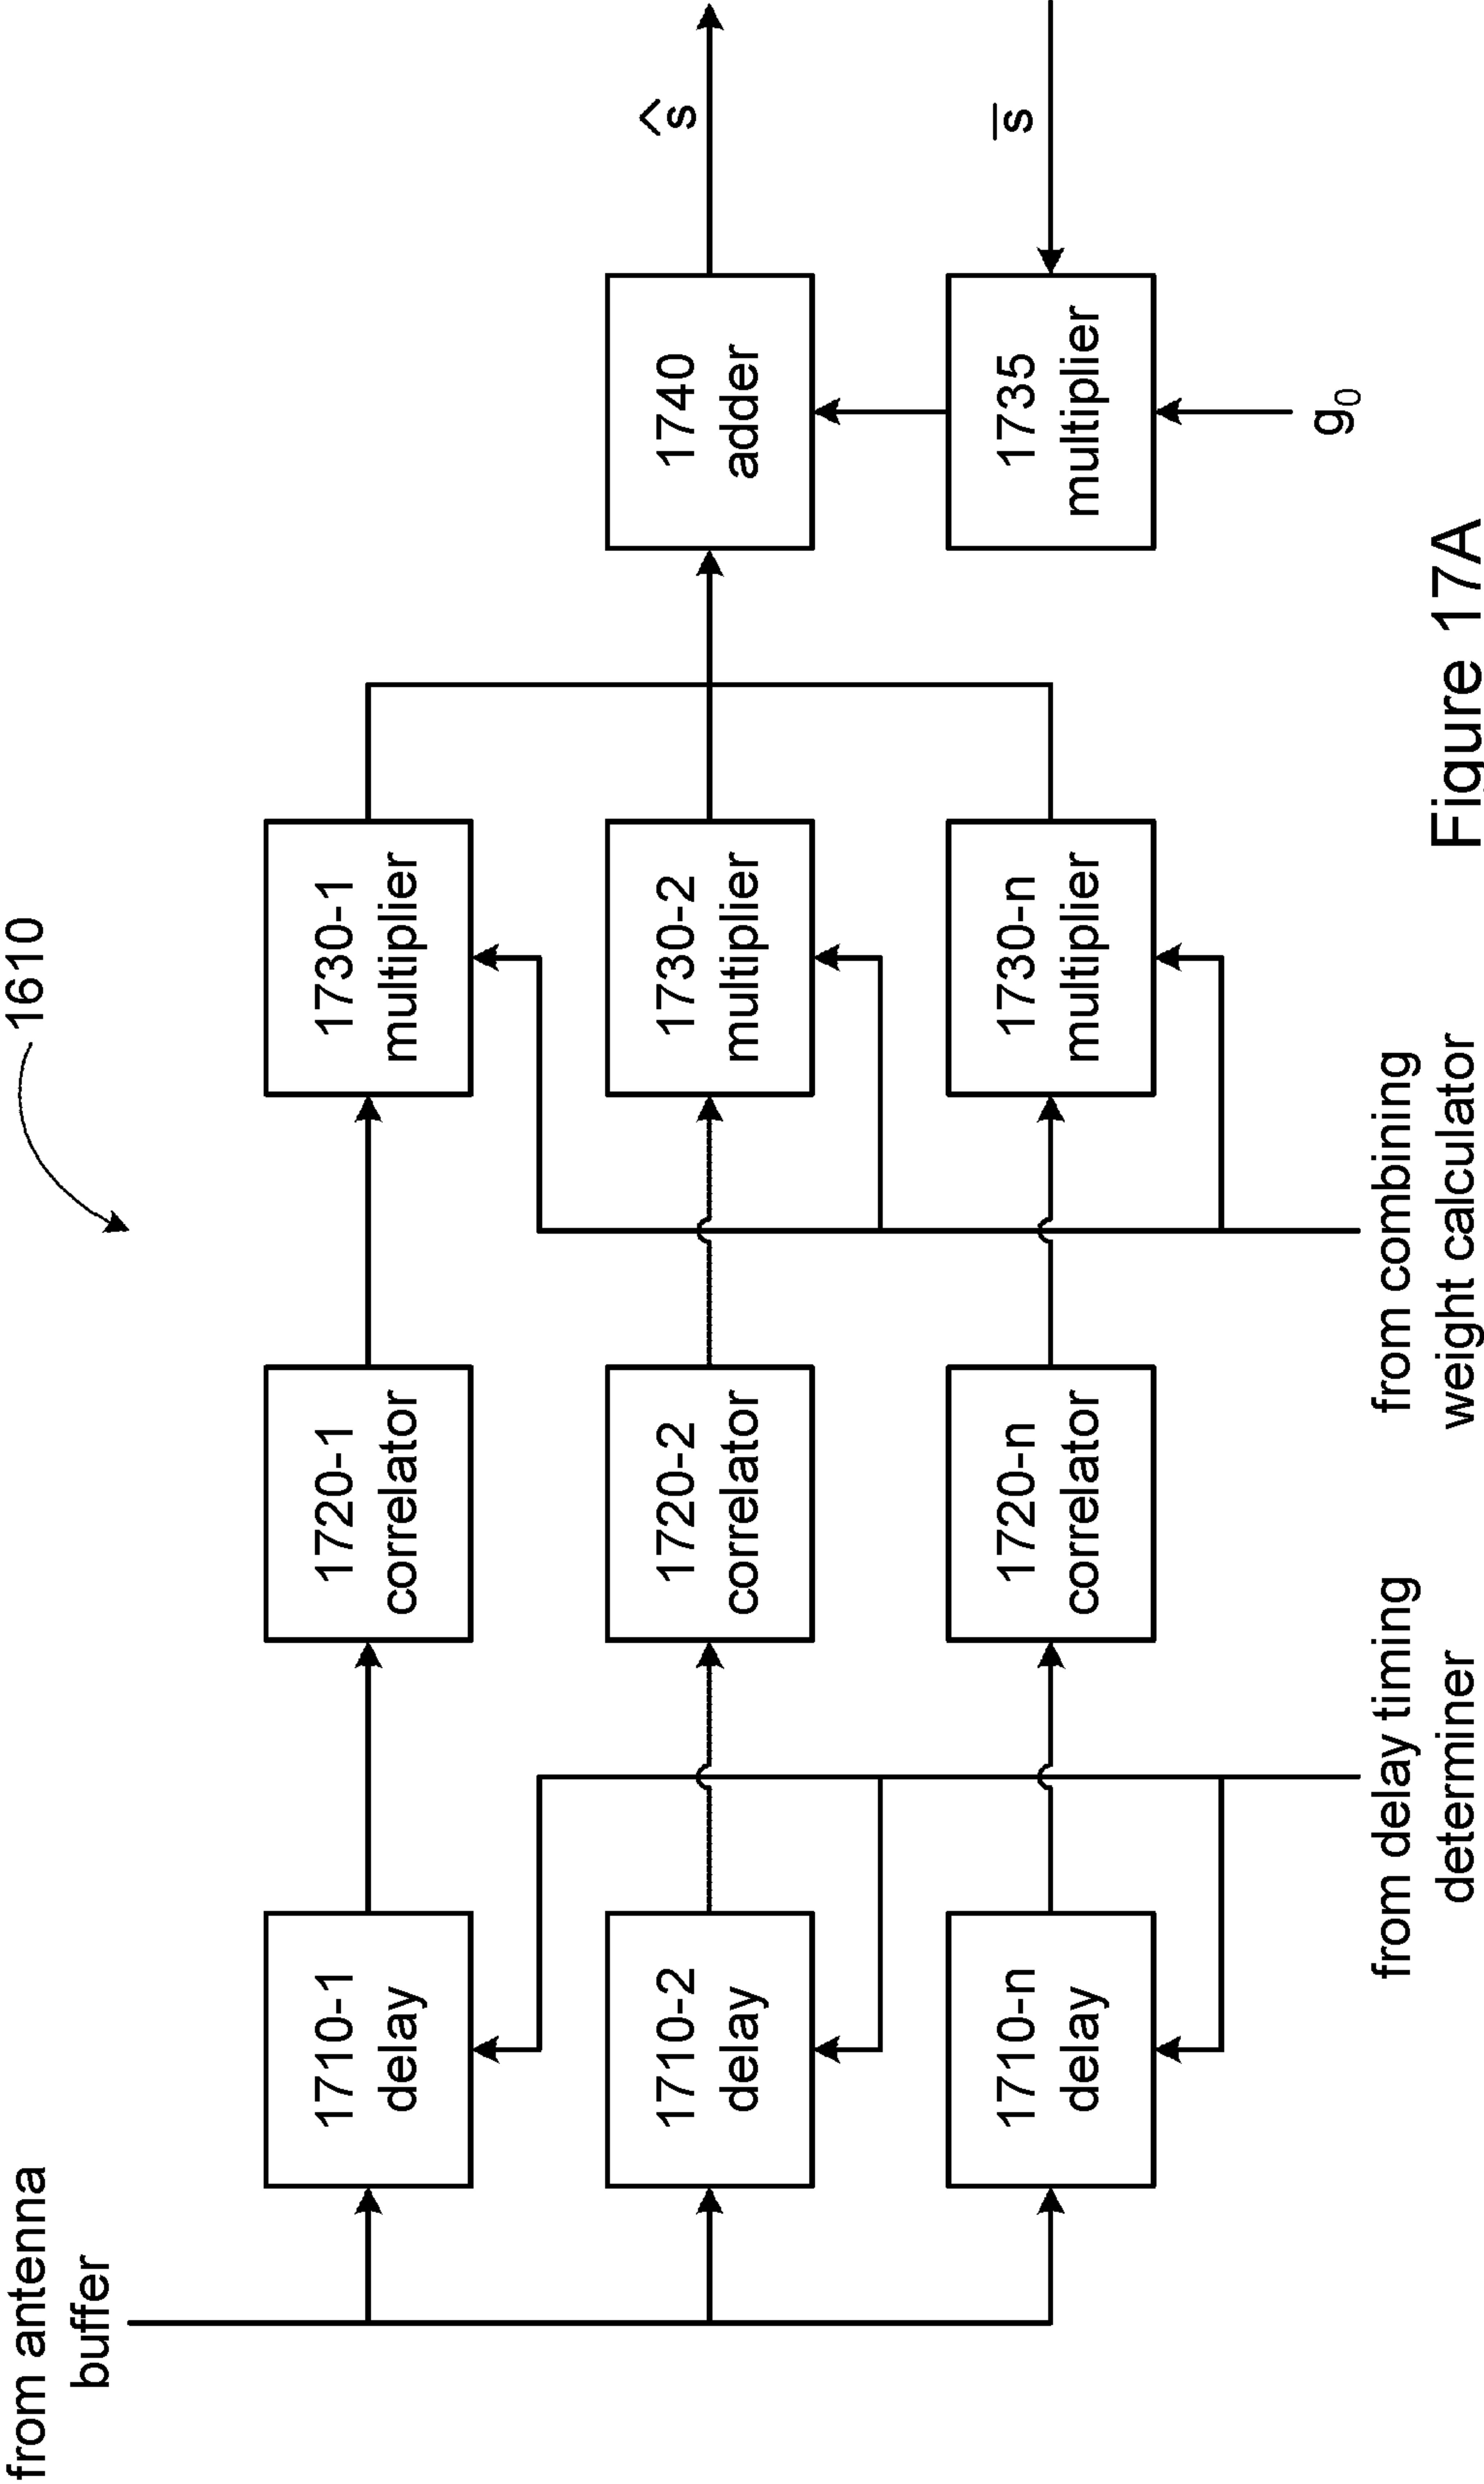 1610
from antenna
buffer
1710-1
delay
1720-1
correlator
1730-1
multiplier
1710-2
delay
1720-2
correlator
1730-2
multiplier
1740
adder
ŝ
1710-n
delay
1720-n
correlator
1730-n
multiplier
1735
multiplier
s̅
g₀
from delay timing
determiner
from combining
weight calculator
Figure 17A